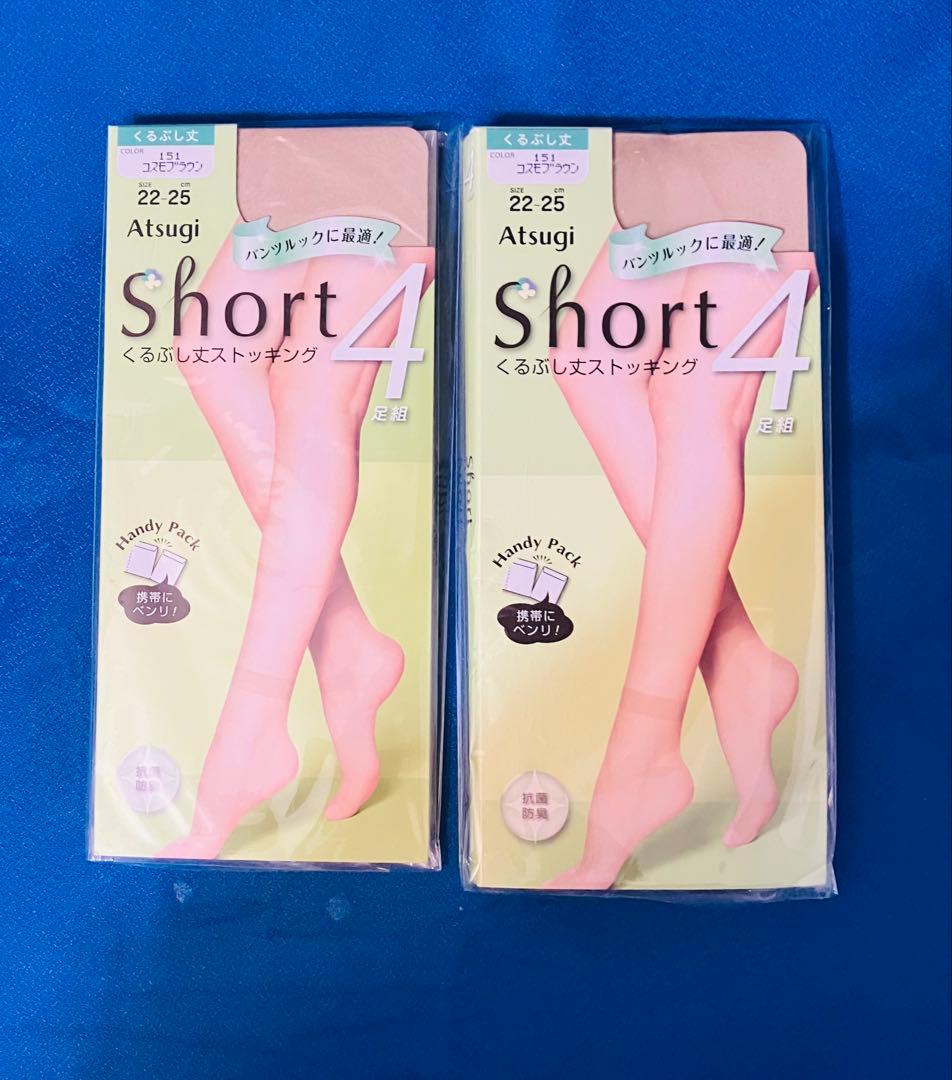 くるぶし丈
COLOR
151
コスモブラウン
SIZE cm
22-25
Atsugi
パンツルックに最適!
Short 4
くるぶし丈ストッキング
足組
Handy Pack
携帯に
ベンリ!
抗菌
防臭
くるぶし丈
COLOR
151
コスモブラウン
SIZE cm
22-25
Atsugi
パンツルックに最適!
Short 4
くるぶし丈ストッキング
足組
Short
Handy Pack
携帯に
ベンリ!
抗菌
防臭